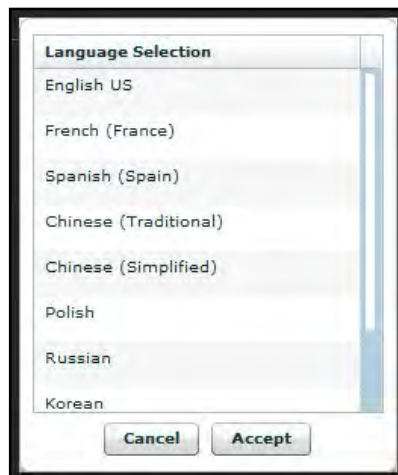 Language Selection
English US
French (France)
Spanish (Spain)
Chinese (Traditional)
Chinese (Simplified)
Polish
Russian
Korean
Cancel Accept